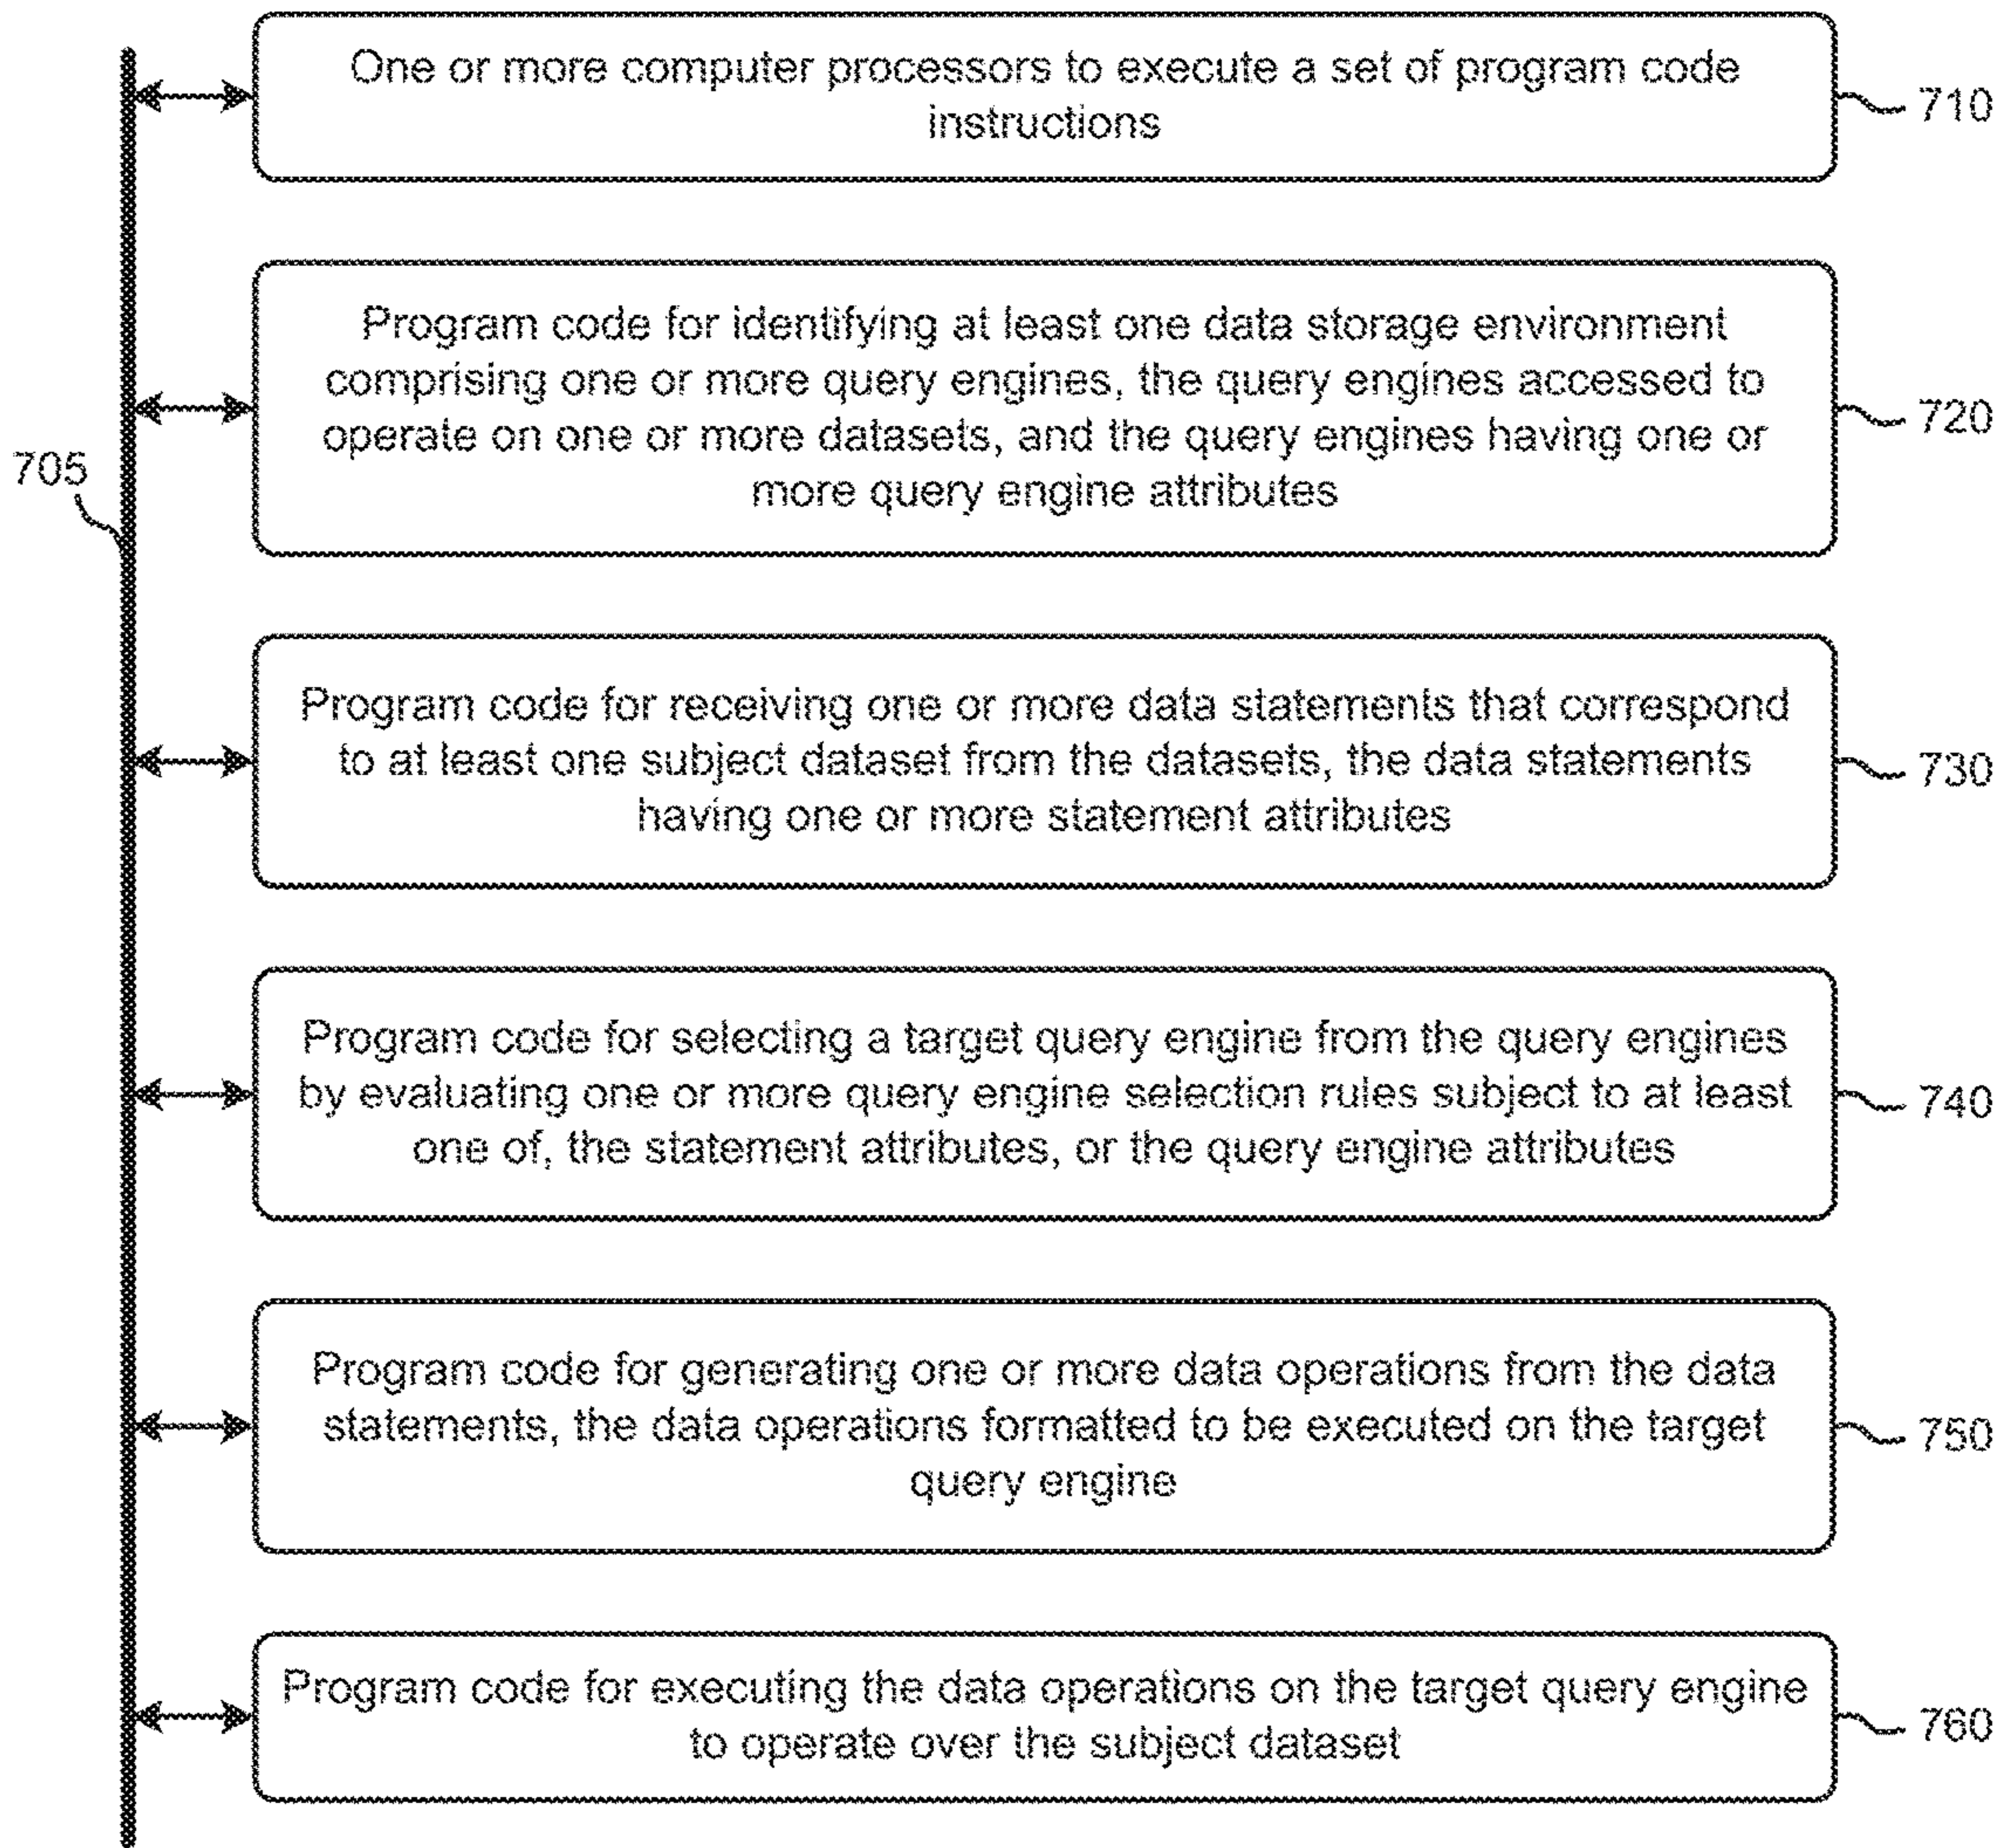 One or more computer processors to execute a set of program code
instructions
710
Program code for identifying at least one data storage environment
comprising one or more query engines, the query engines accessed to
operate on one or more datasets, and the query engines having one or
more query engine attributes
720
705
Program code for receiving one or more data statements that correspond
to at least one subject dataset from the datasets, the data statements
having one or more statement attributes
730
Program code for selecting a target query engine from the query engines
by evaluating one or more query engine selection rules subject to at least
one of, the statement attributes, or the query engine attributes
740
Program code for generating one or more data operations from the data
statements, the data operations formatted to be executed on the target
query engine
750
Program code for executing the data operations on the target query engine
to operate over the subject dataset
760